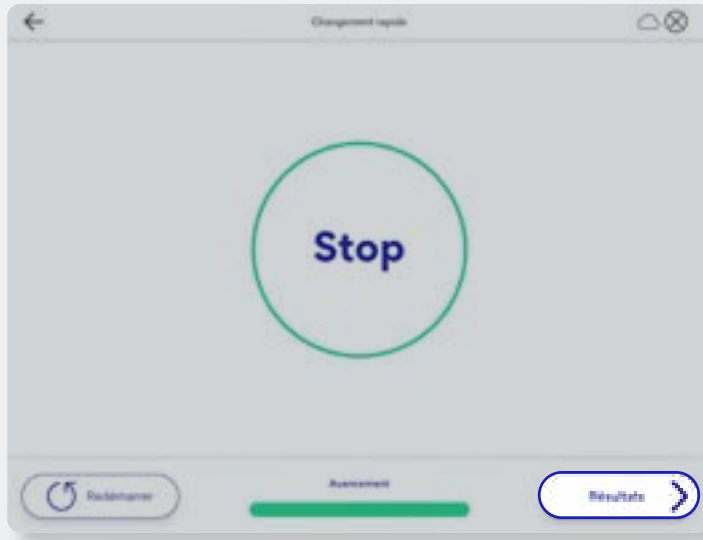 Changement rapide
Stop
Redémarrer
Avancement
Résultats